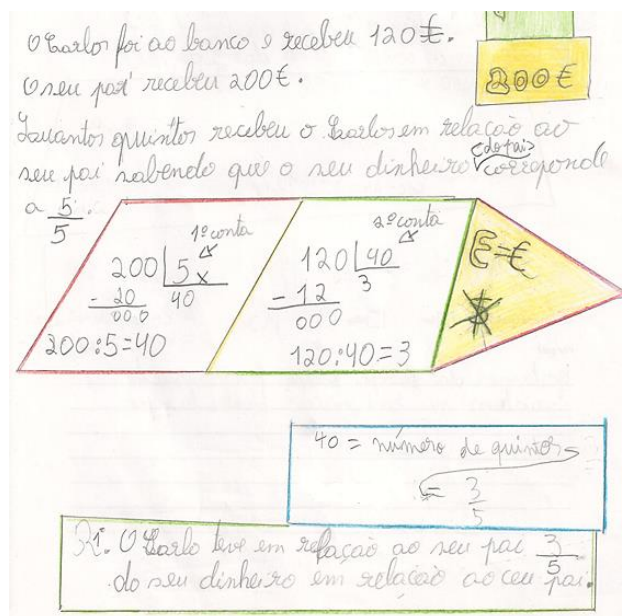 O Carlos foi ao banco e recebeu 120€.
O seu pai recebeu 200€.
200€
Quantos quintos recebeu o Carlos em relação ao
seu pai sabendo que o seu dinheiro (do pai) corresponde
a 5/5.
1ª conta
200 | 5 x
- 20 40
000
200:5=40
2ª conta
120 | 40
- 12 3
000
120:40=3
E=€
40 = número de quintos
= 3/5
R: O Carlo teve em relação ao seu pai 3/5
do seu dinheiro em relação ao ceu pai.